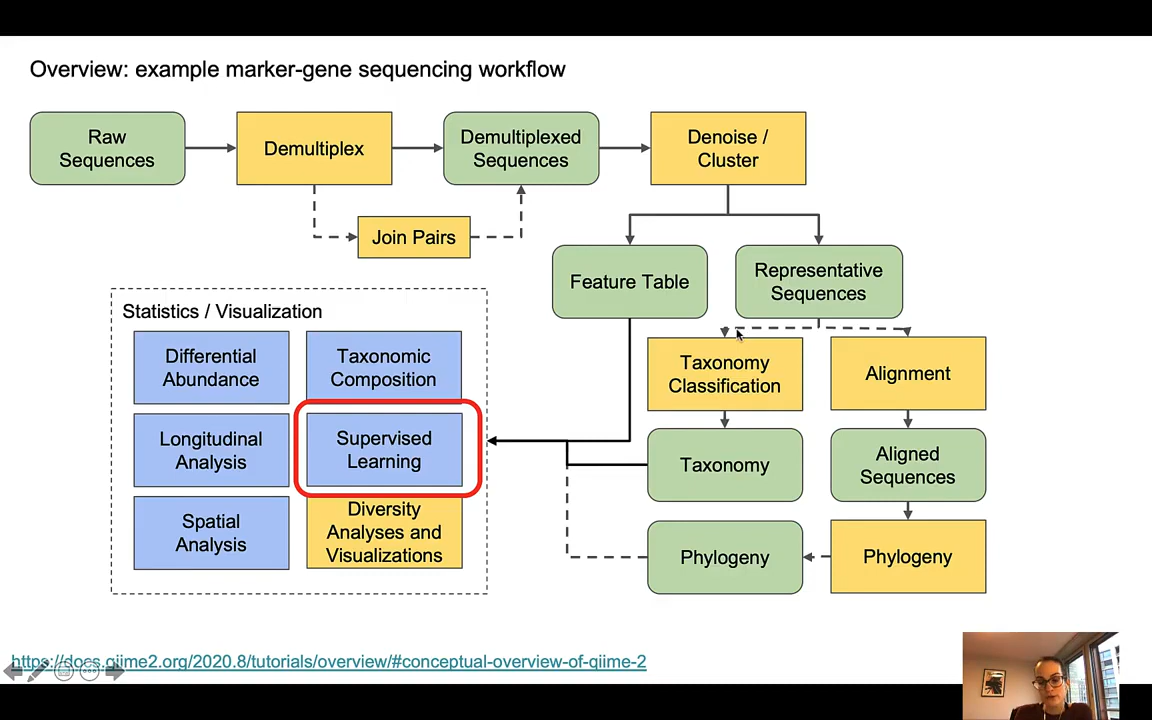 Overview: example marker-gene sequencing workflow
Raw
Sequences
Demultiplex
Demultiplexed
Sequences
Denoise /
Cluster
Join Pairs
Feature Table
Representative
Sequences
Statistics / Visualization
Differential
Abundance
Taxonomic
Composition
Longitudinal
Analysis
Supervised
Learning
Spatial
Analysis
Diversity
Analyses and
Visualizations
Taxonomy
Classification
Alignment
Taxonomy
Aligned
Sequences
Phylogeny
Phylogeny
https://docs.qiime2.org/2020.8/tutorials/overview/#conceptual-overview-of-qiime-2